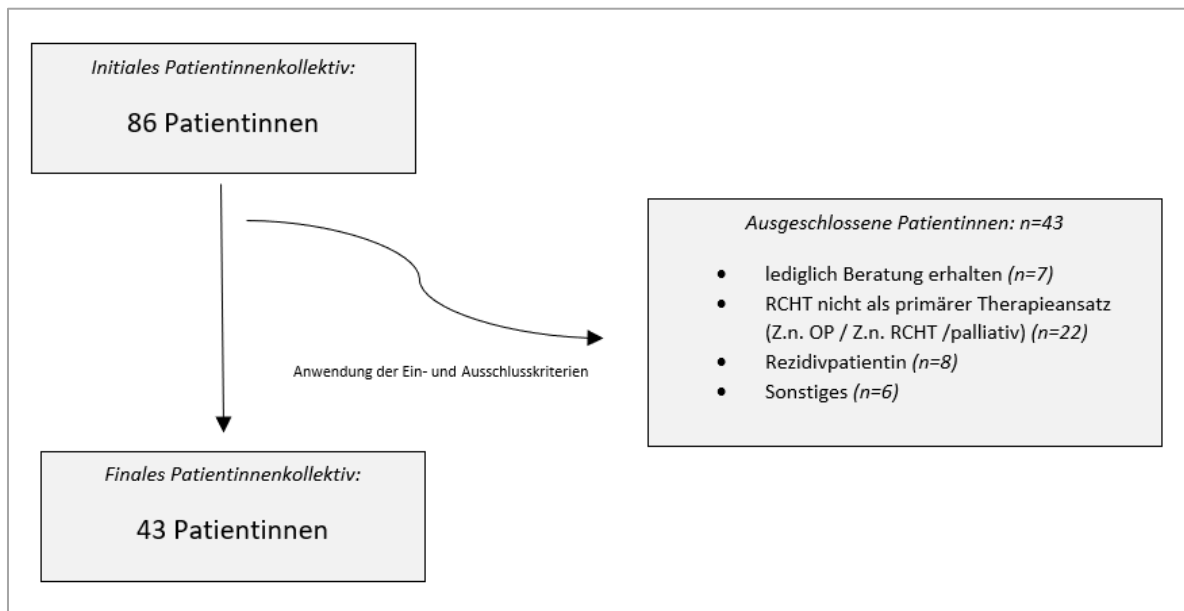 Initiales Patientinnenkollektiv:
86 Patientinnen
Ausgeschlossene Patientinnen: n=43
• lediglich Beratung erhalten (n=7)
• RCHT nicht als primärer Therapieansatz
(Z.n. OP / Z.n. RCHT /palliativ) (n=22)
• Rezidivpatientin (n=8)
• Sonstiges (n=6)
Anwendung der Ein- und Ausschlusskriterien
Finales Patientinnenkollektiv:
43 Patientinnen